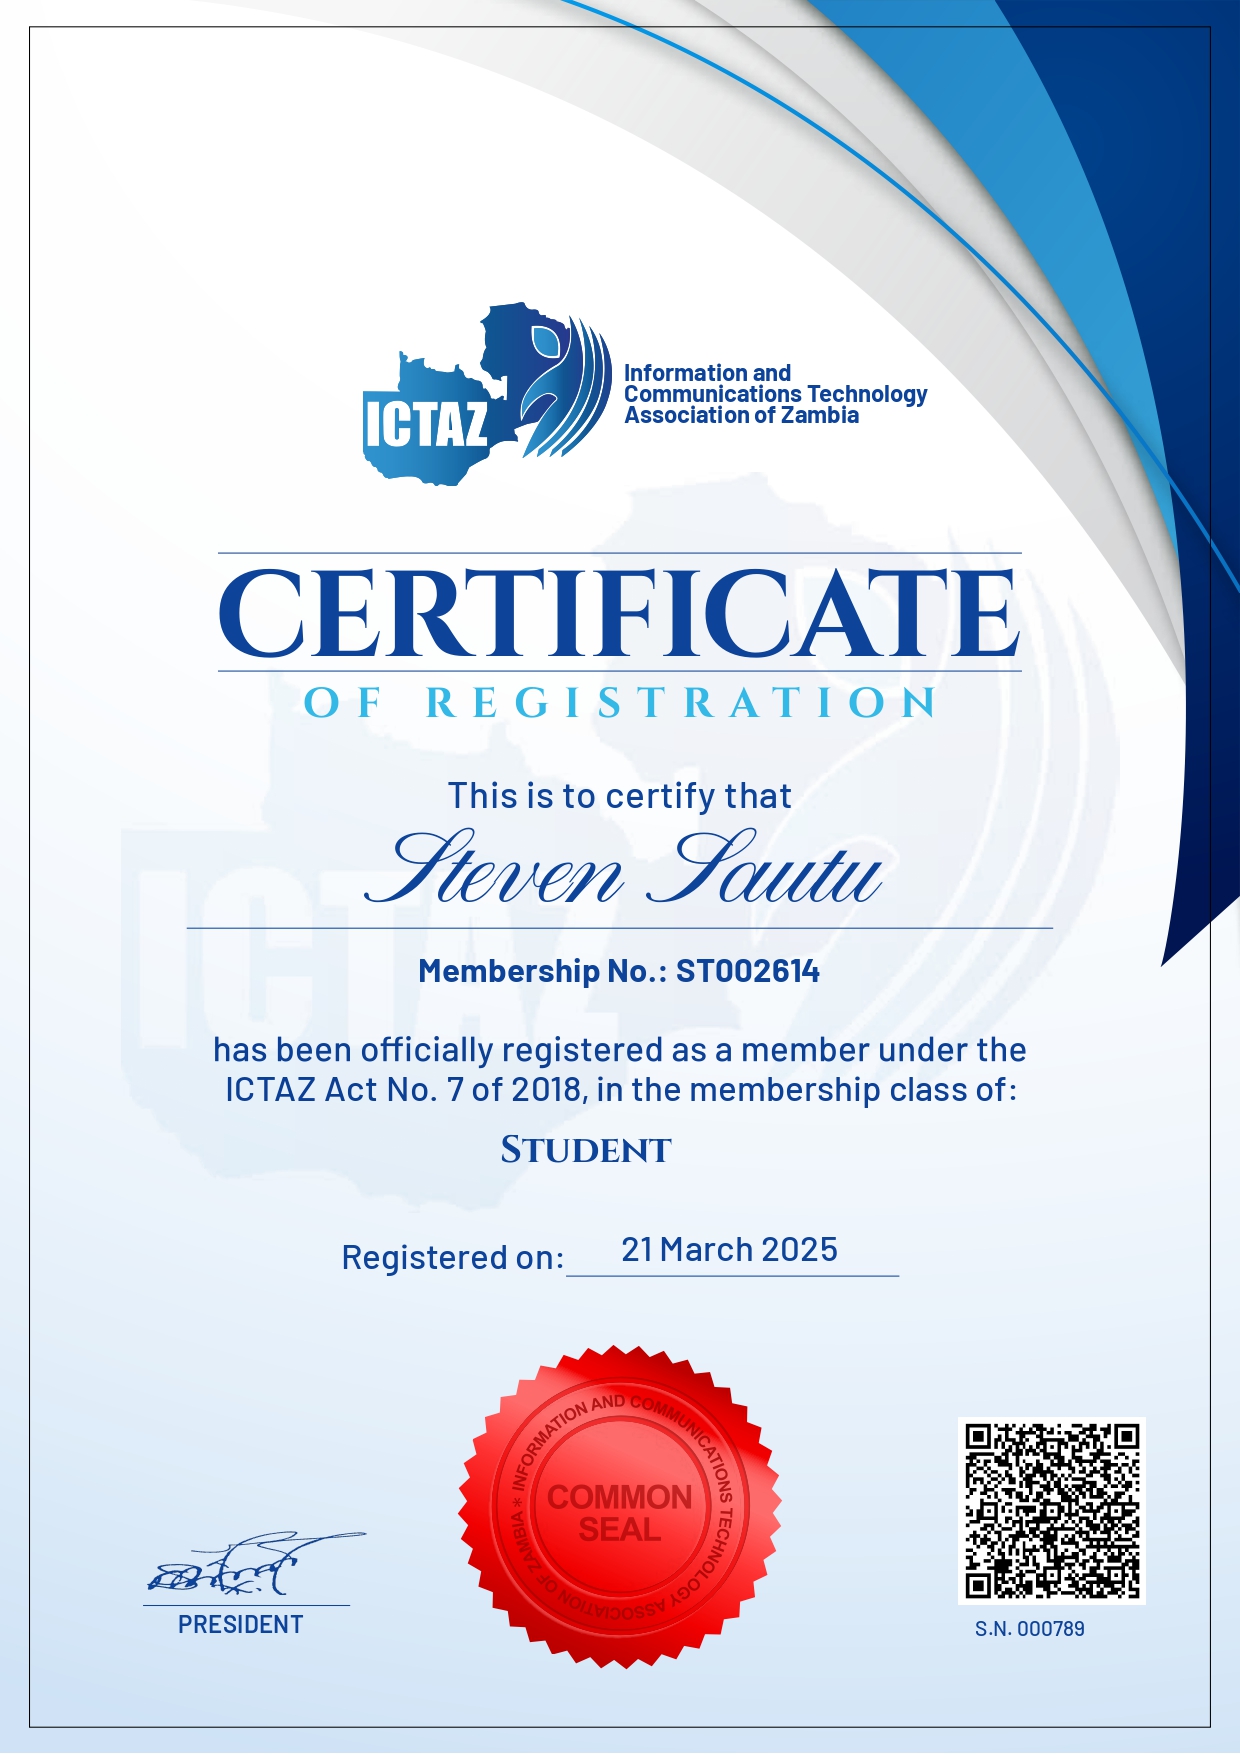 ICTAZ
Information and
Communications Technology
Association of Zambia
CERTIFICATE
OF REGISTRATION
This is to certify that
Steven Sautu
Membership No.: ST002614
has been officially registered as a member under the
ICTAZ Act No. 7 of 2018, in the membership class of:
STUDENT
Registered on: 21 March 2025
INFORMATION AND COMMUNICATIONS TECHNOLOGY ASSOCIATION OF ZAMBIA *
COMMON
SEAL
PRESIDENT
S.N. 000789